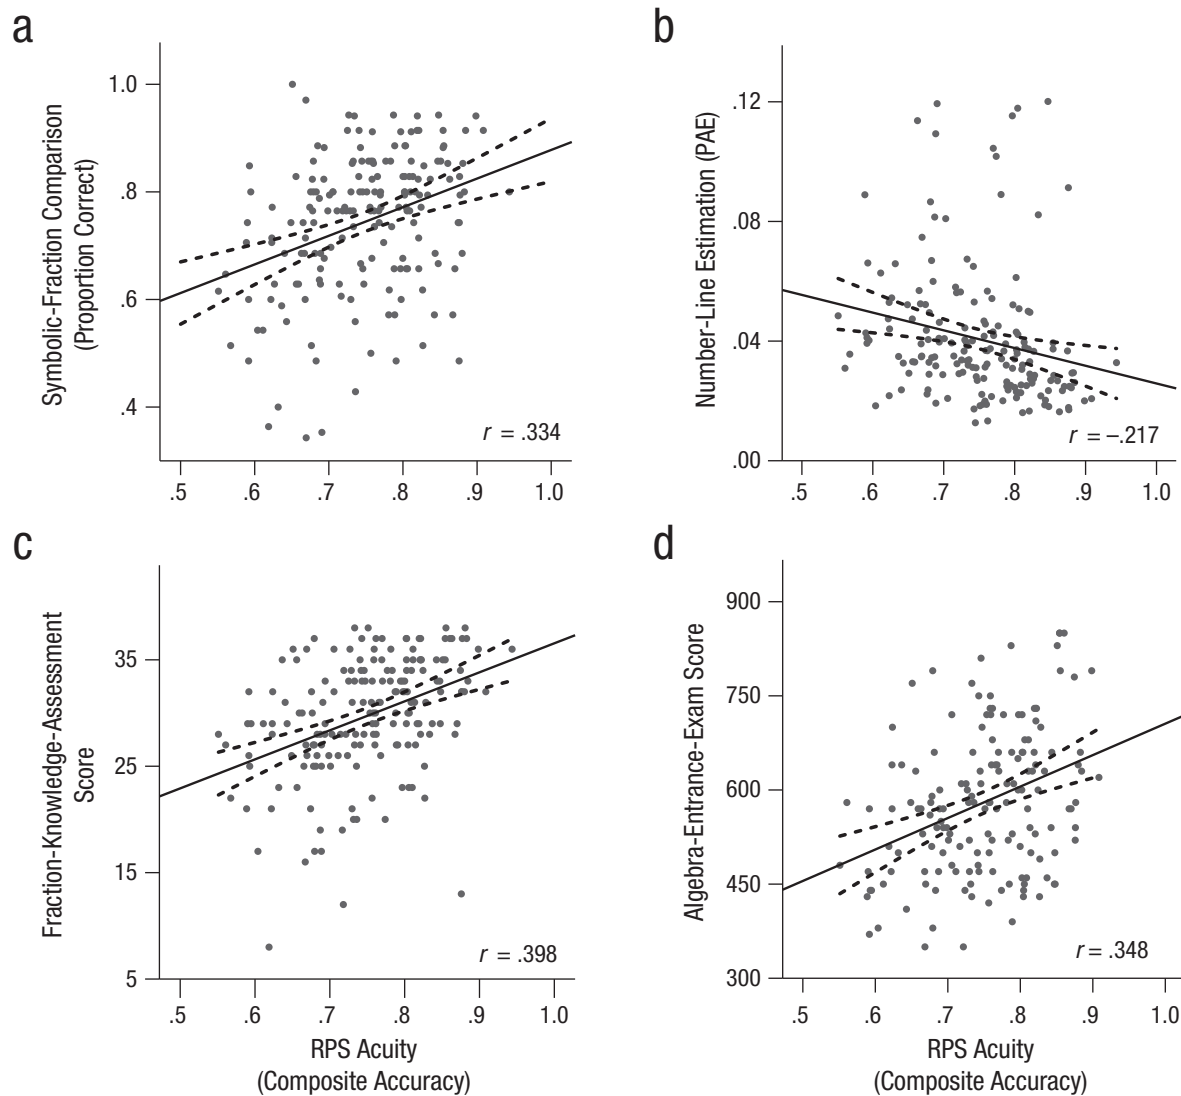 a
Symbolic-Fraction Comparison
(Proportion Correct)
1.0
.8
.6
.4
r = .334
.5 .6 .7 .8 .9 1.0
b
Number-Line Estimation (PAE)
.12
.08
.04
.00
r = –.217
.5 .6 .7 .8 .9 1.0
c
Fraction-Knowledge-Assessment
Score
35
25
15
5
r = .398
.5 .6 .7 .8 .9 1.0
RPS Acuity
(Composite Accuracy)
d
Algebra-Entrance-Exam Score
900
750
600
450
300
r = .348
.5 .6 .7 .8 .9 1.0
RPS Acuity
(Composite Accuracy)